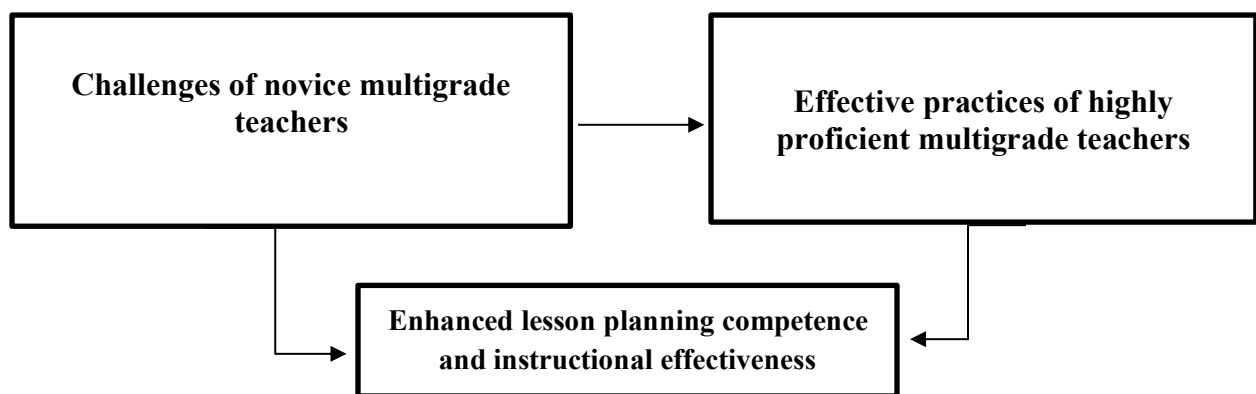 Challenges of novice multigrade
teachers
Effective practices of highly
proficient multigrade teachers
Enhanced lesson planning competence
and instructional effectiveness